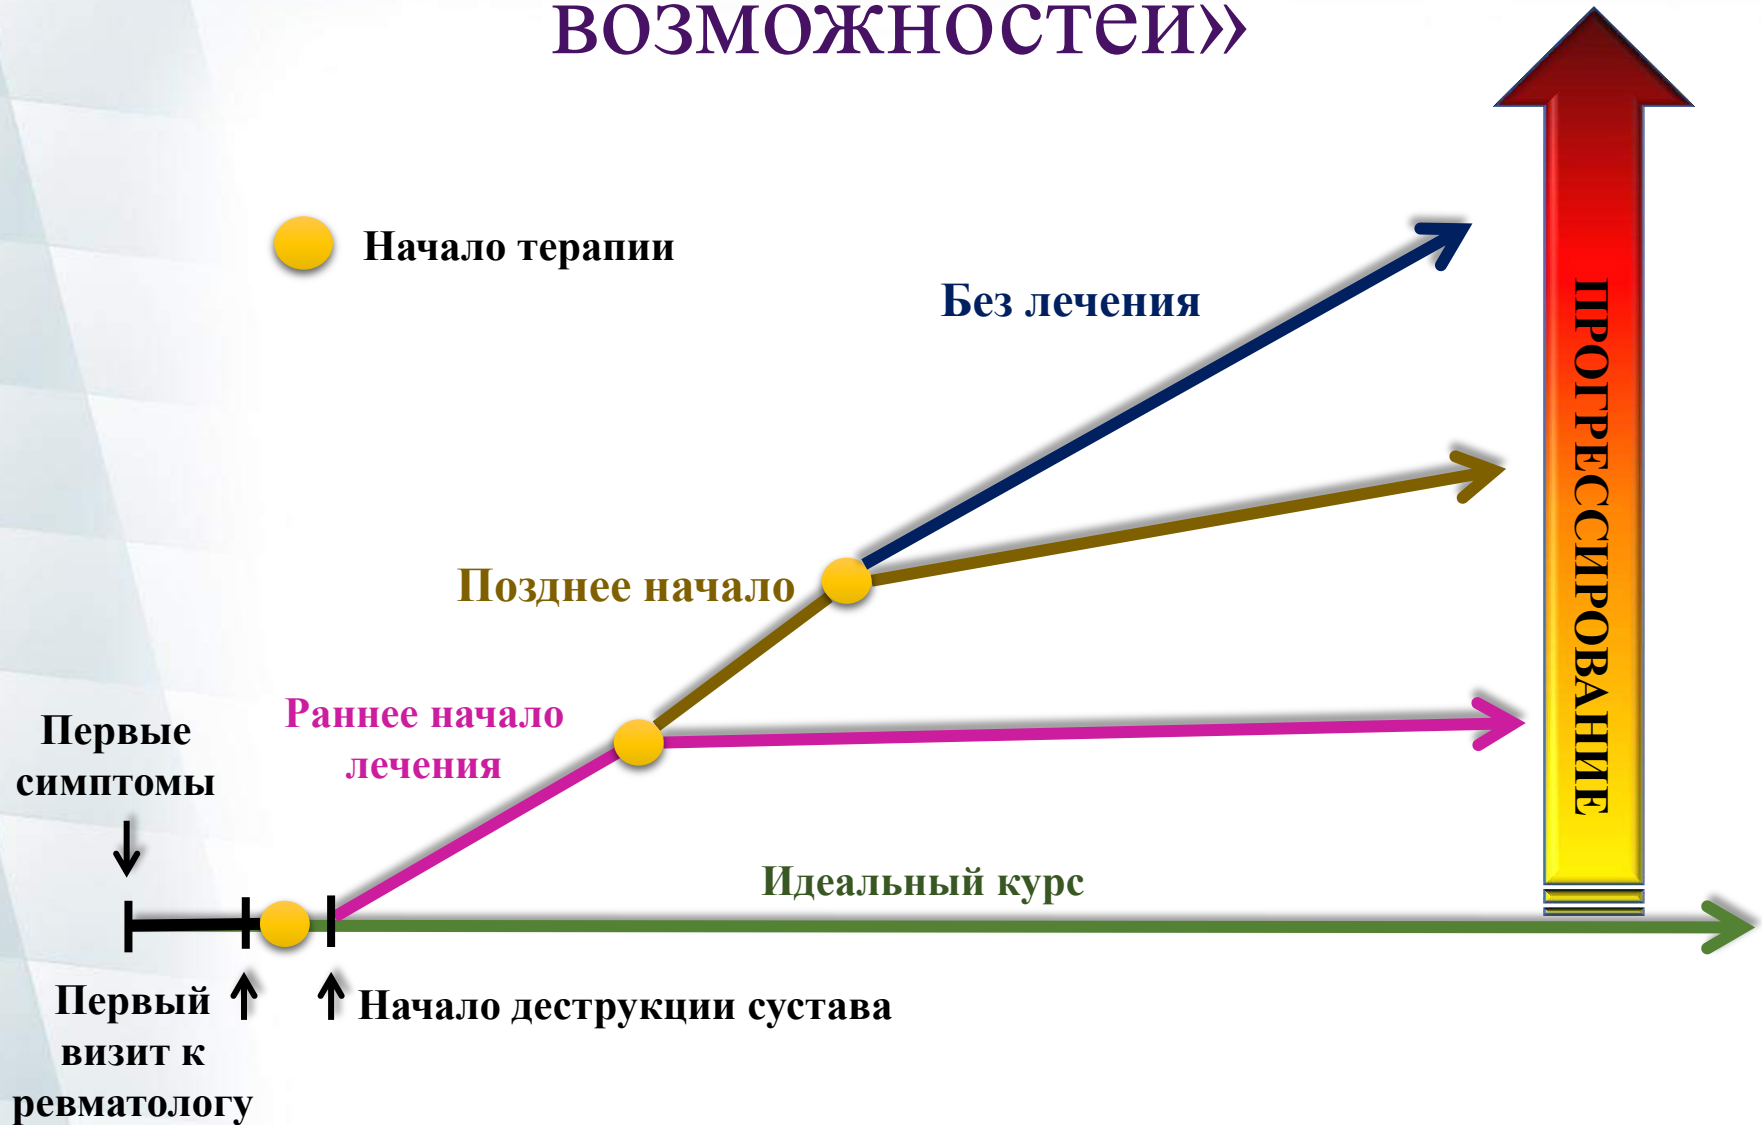 возможностей»
Начало терапии
Без лечения
ПРОГРЕССИРОВАНИЕ
Позднее начало
Раннее начало
лечения
Первые
симптомы
Идеальный курс
Первый
визит к
ревматологу
Начало деструкции сустава